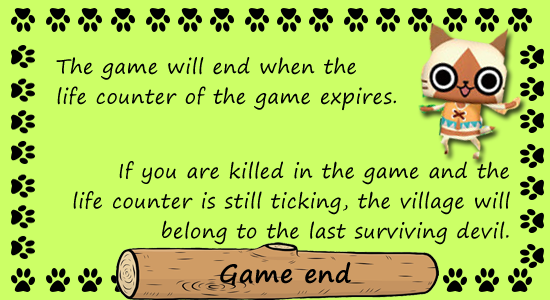 The game will end when the
life counter of the game expires.
If you are killed in the game and the
life counter is still ticking, the village will
belong to the last surviving devil.
Game end